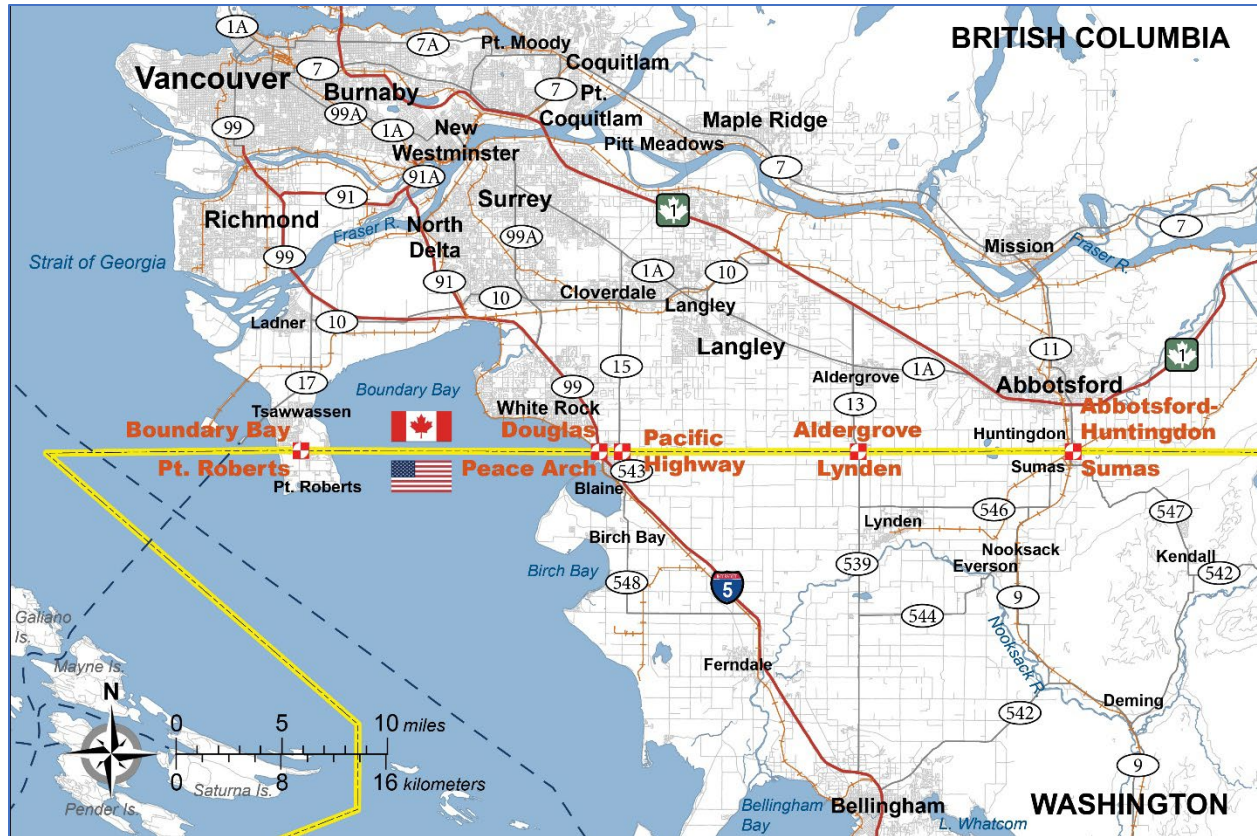 BRITISH COLUMBIA
1A
7A
Pt. Moody
Coquitlam
Vancouver
7
Burnaby
7
Pt.
Coquitlam
99A
1A
New
Westminster
99
Maple Ridge
Pitt Meadows
7
91A
91
Richmond
Surrey
1
Fraser R.
North
Delta
99A
Mission
Fraser R.
7
Strait of Georgia
99
91
1A
10
10
Cloverdale
Langley
Ladner
10
Langley
11
1
15
Aldergrove
1A
Abbotsford
17
Boundary Bay
99
Tsawwassen
White Rock
13
Abbotsford-
Huntingdon
Boundary Bay
Douglas
Pacific
Highway
Aldergrove
Huntingdon
Pt. Roberts
Peace Arch
543
Lynden
Sumas
Sumas
Pt. Roberts
Blaine
546
547
Lynden
Birch Bay
Nooksack
Everson
Kendall
Birch Bay
548
INTERSTATE
5
539
542
9
544
Galiano
Is.
Nooksack R.
Mayne Is.
Ferndale
N
Deming
0 5 10 miles
542
0 8 16 kilometers
9
Saturna Is.
Pender Is.
Bellingham
Bay
Bellingham
L. Whatcom
WASHINGTON